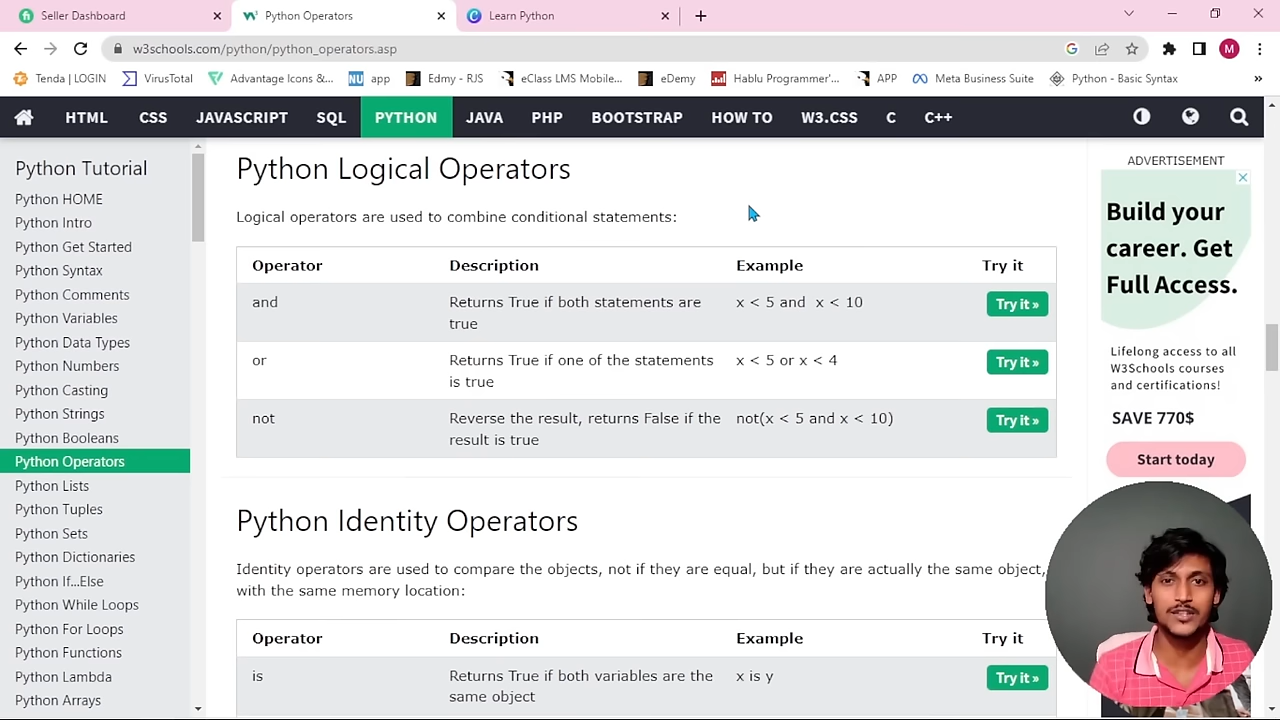 Seller Dashboard
Python Operators
Learn Python
w3schools.com/python/python_operators.asp
G
M
Tenda | LOGIN
VirusTotal
Advantage Icons &...
NU app
Edmy - RJS
eClass LMS Mobile...
eDemy
Hablu Programmer'...
APP
Meta Business Suite
Python - Basic Syntax
»
HTML
CSS
JAVASCRIPT
SQL
PYTHON
JAVA
PHP
BOOTSTRAP
HOW TO
W3.CSS
C
C++
Python Tutorial
Python HOME
Python Intro
Python Get Started
Python Syntax
Python Comments
Python Variables
Python Data Types
Python Numbers
Python Casting
Python Strings
Python Booleans
Python Operators
Python Lists
Python Tuples
Python Sets
Python Dictionaries
Python If...Else
Python While Loops
Python For Loops
Python Functions
Python Lambda
Python Arrays
Python Logical Operators
Logical operators are used to combine conditional statements:
Operator Description Example Try it
and Returns True if both statements are x < 5 and  x < 10 Try it »
true
or Returns True if one of the statements x < 5 or x < 4 Try it »
is true
not Reverse the result, returns False if the not(x < 5 and x < 10) Try it »
result is true
Python Identity Operators
Identity operators are used to compare the objects, not if they are equal, but if they are actually the same object,
with the same memory location:
Operator Description Example Try it
is Returns True if both variables are the x is y Try it »
same object
ADVERTISEMENT
Build your
career. Get
Full Access.
Lifelong access to all
W3Schools courses
and certifications!
SAVE 770$
Start today